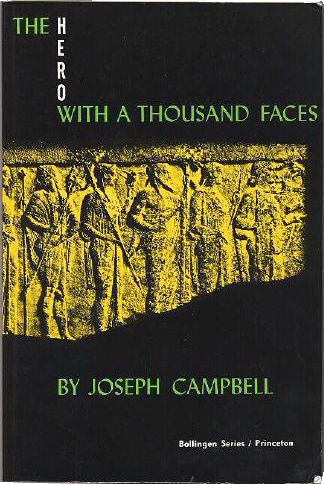 THE HERO
WITH A THOUSAND FACES
BY JOSEPH CAMPBELL
Bollingen Series / Princeton